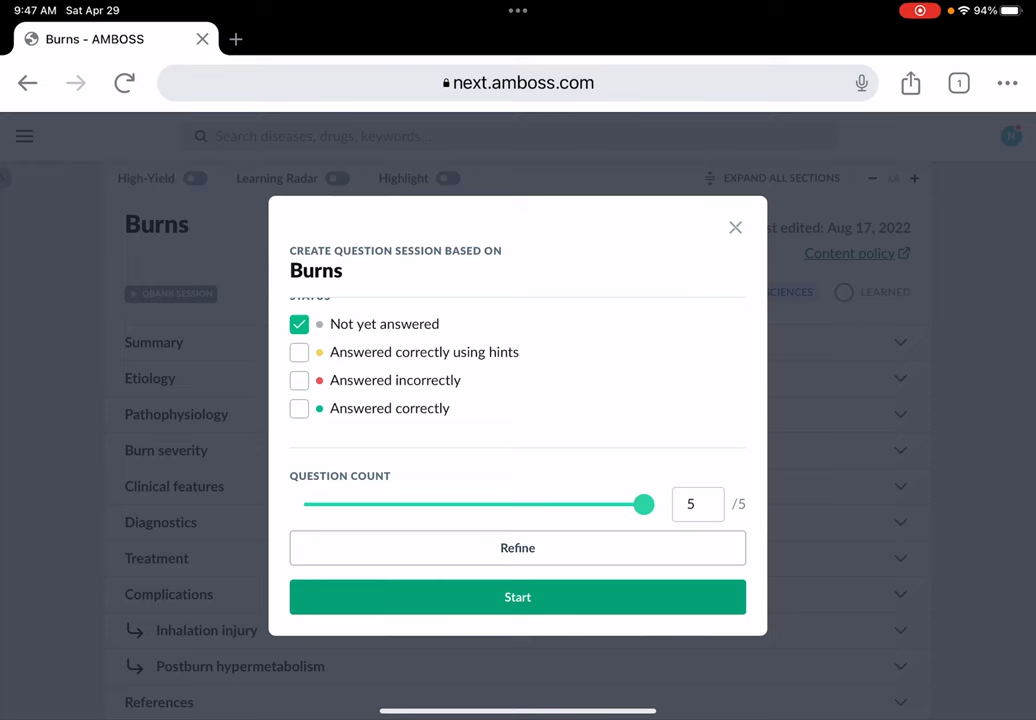 9:47 AM Sat Apr 29
94%
Burns - AMBOSS
next.amboss.com
1
Search diseases, drugs, keywords...
N
High-Yield
Learning Radar
Highlight
EXPAND ALL SECTIONS
AA
Burns
st edited: Aug 17, 2022
Content policy
QBANK SESSION
SCIENCES
LEARNED
Summary
Etiology
Pathophysiology
Burn severity
Clinical features
Diagnostics
Treatment
Complications
Inhalation injury
Postburn hypermetabolism
References
CREATE QUESTION SESSION BASED ON
Burns
STATUS
Not yet answered
Answered correctly using hints
Answered incorrectly
Answered correctly
QUESTION COUNT
5 /5
Refine
Start